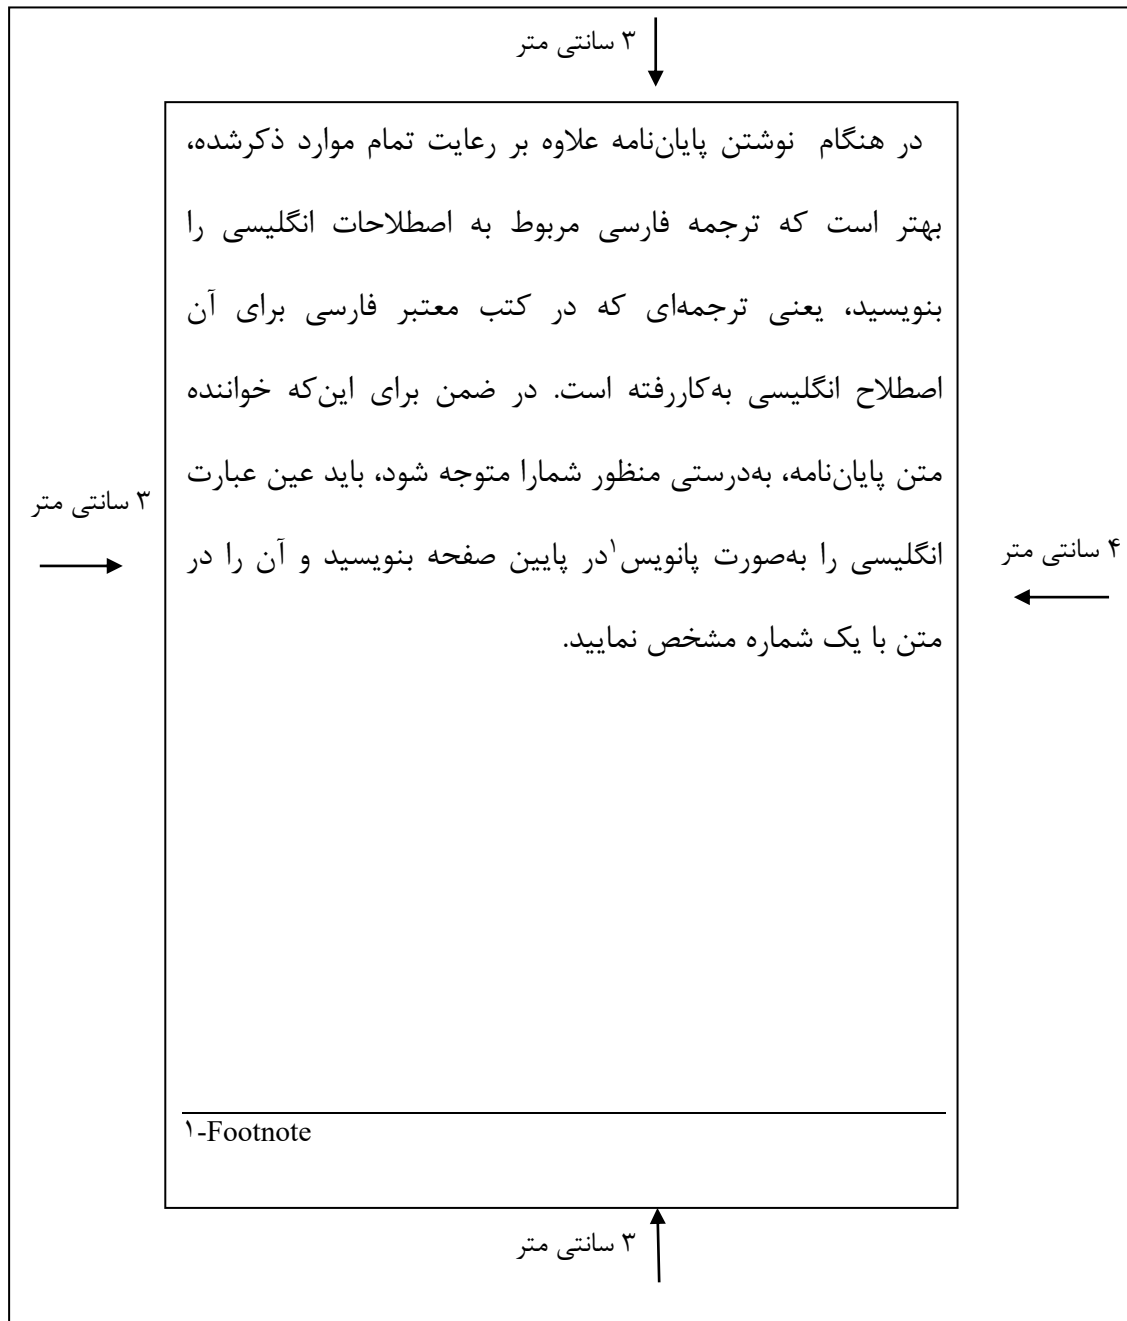 ۳ سانتی متر
در هنگام نوشتن پایان‌نامه علاوه بر رعایت تمام موارد ذکرشده،
بهتر است که ترجمه فارسی مربوط به اصطلاحات انگلیسی را
بنویسید، یعنی ترجمه‌ای که در کتب معتبر فارسی برای آن
اصطلاح انگلیسی به‌کاررفته است. در ضمن برای این‌که خواننده
متن پایان‌نامه، به‌درستی منظور شمارا متوجه شود، باید عین عبارت
انگلیسی را به‌صورت پانویس۱در پایین صفحه بنویسید و آن را در
متن با یک شماره مشخص نمایید.
۴ سانتی متر
۳ سانتی متر
۱-Footnote
۳ سانتی متر